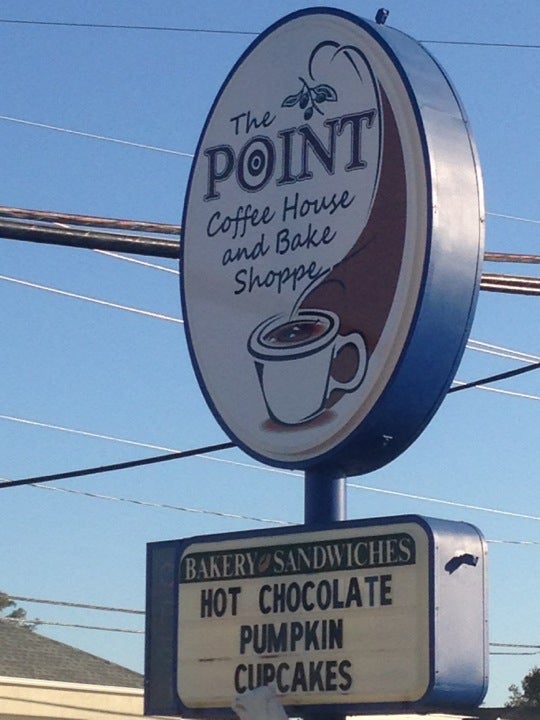 The
POINT
Coffee House
and Bake
Shoppe
BAKERY SANDWICHES
HOT CHOCOLATE
PUMPKIN
CUPCAKES